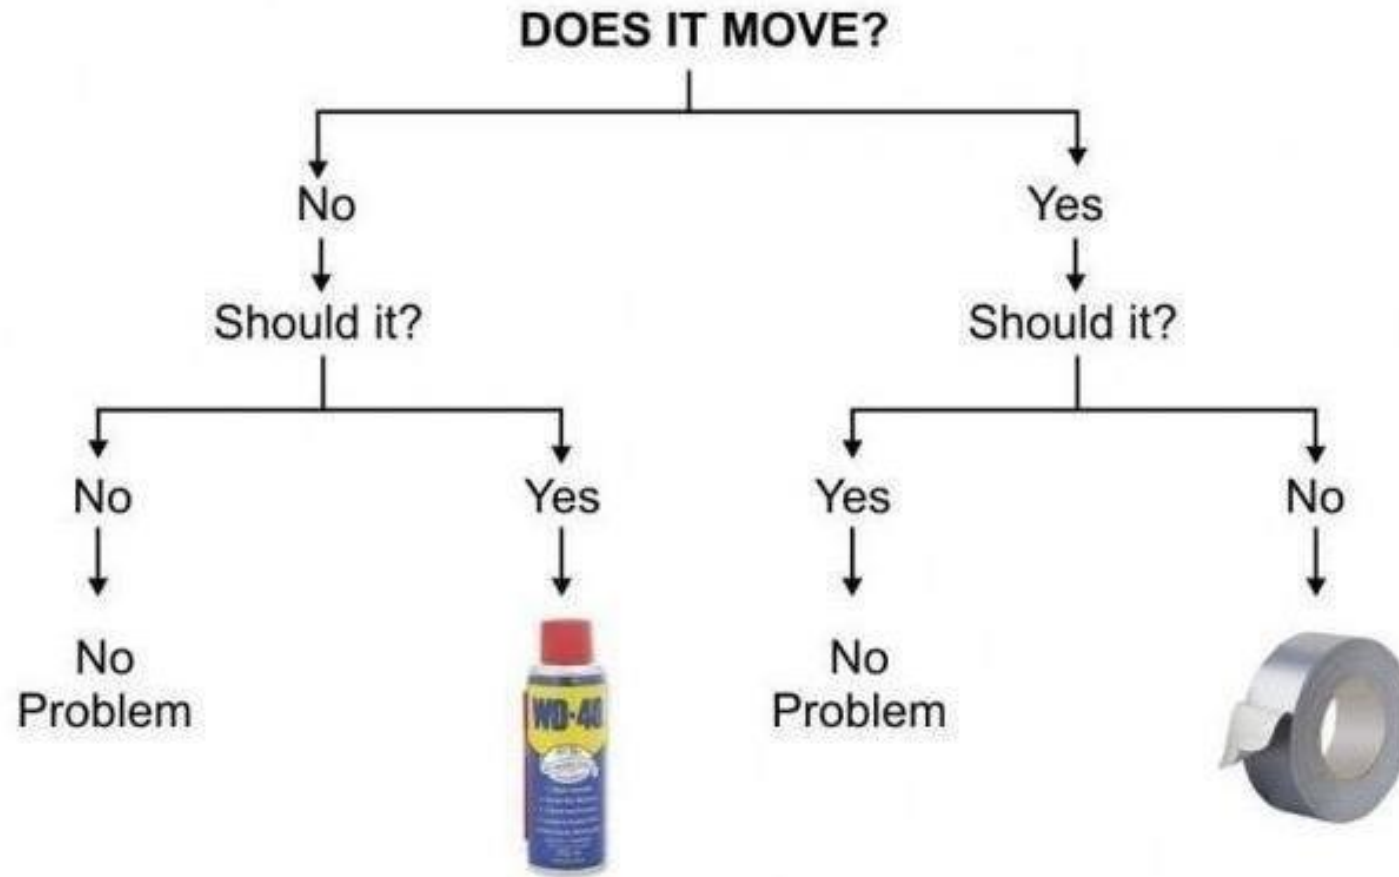 DOES IT MOVE?
No
Yes
Should it?
Should it?
No
Yes
Yes
No
No
Problem
No
Problem
WD-40